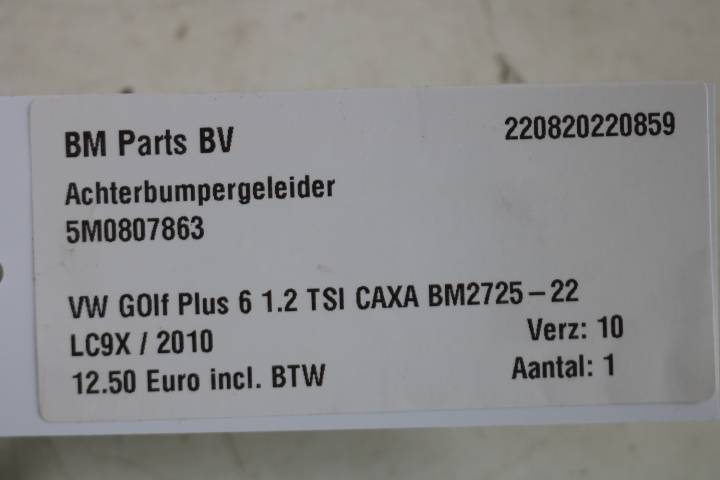 BM Parts BV 220820220859
Achterbumpergeleider
5M0807863
VW GOlf Plus 6 1.2 TSI CAXA BM2725-22
LC9X / 2010 Verz: 10
12.50 Euro incl. BTW Aantal: 1